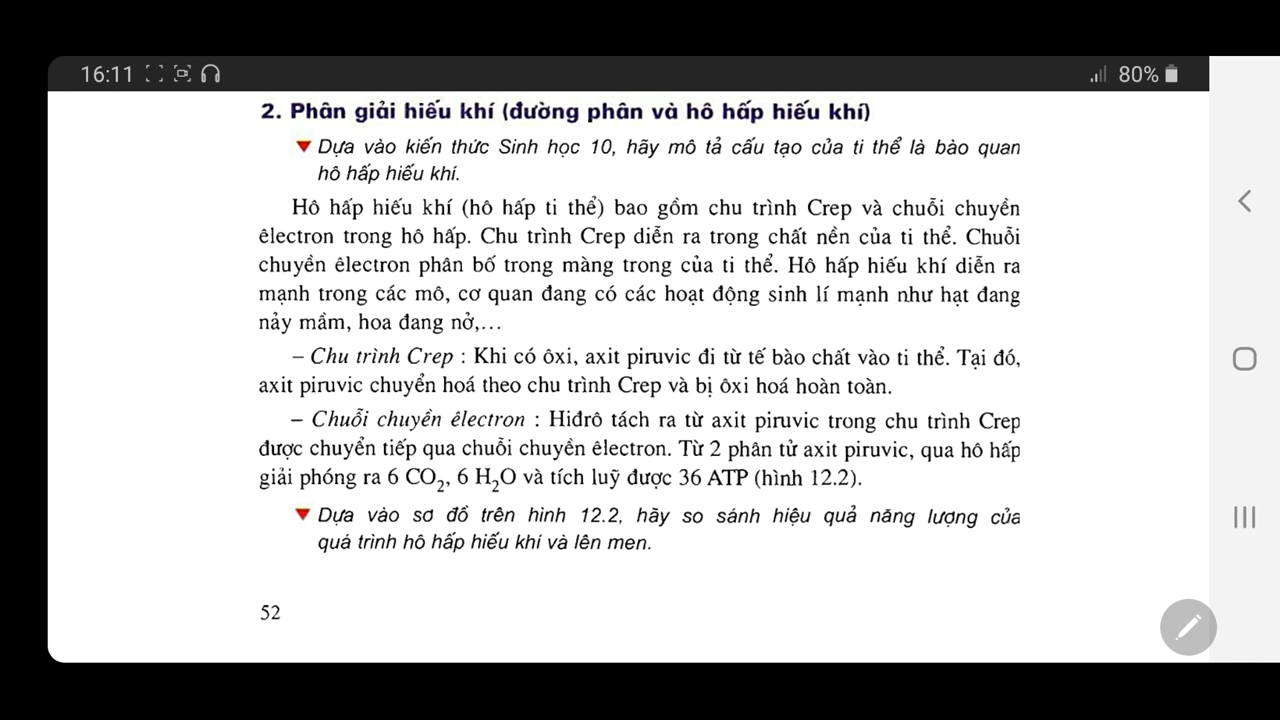 16:11
80%
2. Phân giải hiếu khí (đường phân và hô hấp hiếu khí)
▼ Dựa vào kiến thức Sinh học 10, hãy mô tả cấu tạo của ti thể là bào quan
hô hấp hiếu khí.
Hô hấp hiếu khí (hô hấp ti thể) bao gồm chu trình Crep và chuỗi chuyền
êlectron trong hô hấp. Chu trình Crep diễn ra trong chất nền của ti thể. Chuỗi
chuyền êlectron phân bố trong màng trong của ti thể. Hô hấp hiếu khí diễn ra
mạnh trong các mô, cơ quan đang có các hoạt động sinh lí mạnh như hạt đang
nảy mầm, hoa đang nở,...
– Chu trình Crep : Khi có ôxi, axit piruvic đi từ tế bào chất vào ti thể. Tại đó,
axit piruvic chuyển hoá theo chu trình Crep và bị ôxi hoá hoàn toàn.
– Chuỗi chuyền êlectron : Hiđrô tách ra từ axit piruvic trong chu trình Crep
được chuyển tiếp qua chuỗi chuyền êlectron. Từ 2 phân tử axit piruvic, qua hô hấp
giải phóng ra 6 CO₂, 6 H₂O và tích luỹ được 36 ATP (hình 12.2).
▼ Dựa vào sơ đồ trên hình 12.2, hãy so sánh hiệu quả năng lượng của
quá trình hô hấp hiếu khí và lên men.
52